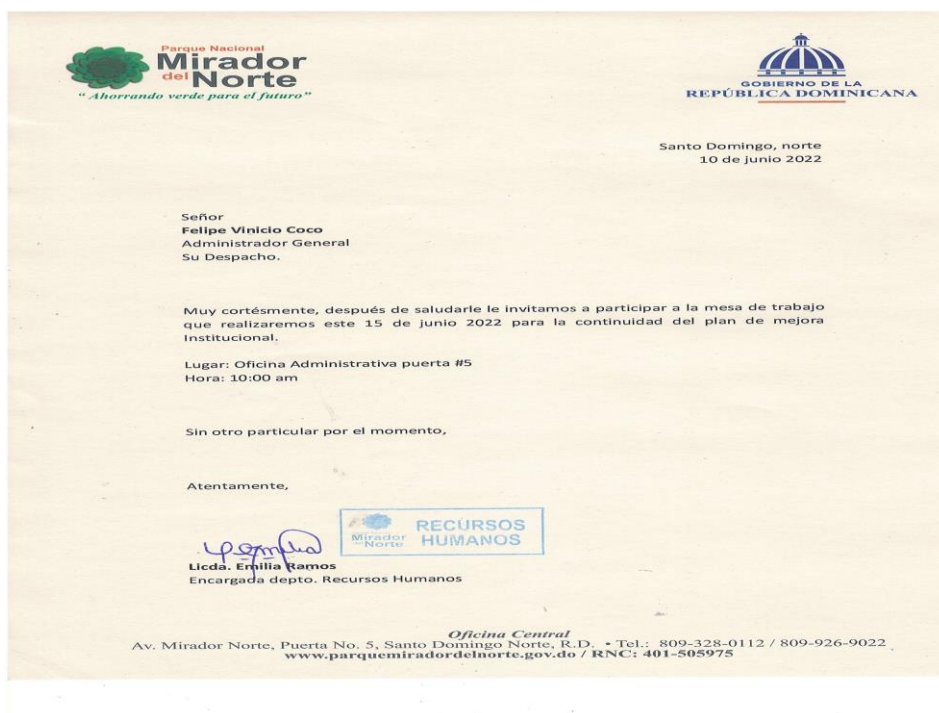 Parque Nacional
Mirador
del Norte
“ Ahorrando verde para el futuro”
GOBIERNO DE LA
REPÚBLICA DOMINICANA
Santo Domingo, norte
10 de junio 2022
Señor
Felipe Vinicio Coco
Administrador General
Su Despacho.
Muy cortésmente, después de saludarle le invitamos a participar a la mesa de trabajo
que realizaremos este 15 de junio 2022 para la continuidad del plan de mejora
Institucional.
Lugar: Oficina Administrativa puerta #5
Hora: 10:00 am
Sin otro particular por el momento,
Atentamente,
Mirador
del Norte
RECURSOS
HUMANOS
Licda. Emilia Ramos
Encargada depto. Recursos Humanos
Oficina Central
Av. Mirador Norte, Puerta No. 5, Santo Domingo Norte, R.D. • Tel.: 809-328-0112 / 809-926-9022
www.parquemiradordelnorte.gov.do / RNC: 401-505975